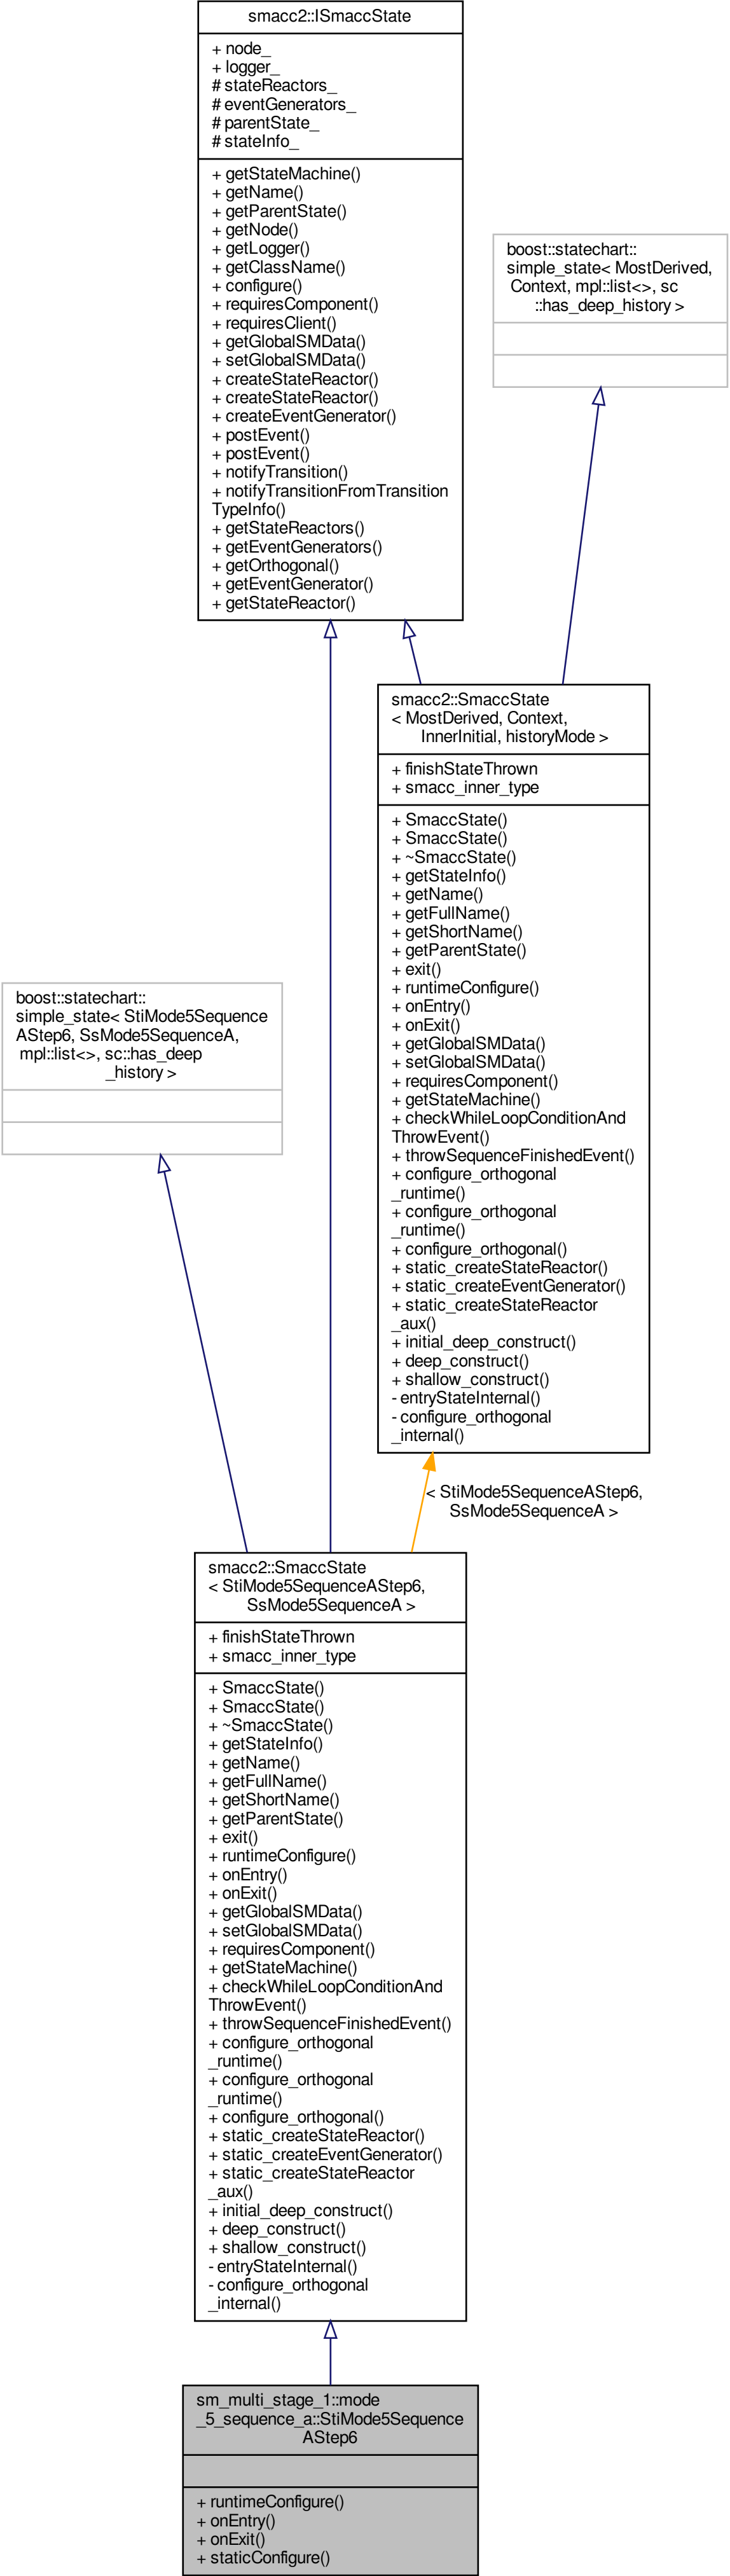 smacc2::ISmaccState
+ node_
+ logger_
# stateReactors_
# eventGenerators_
# parentState_
# stateInfo_
+ getStateMachine()
+ getName()
+ getParentState()
+ getNode()
+ getLogger()
+ getClassName()
+ configure()
+ requiresComponent()
+ requiresClient()
+ getGlobalSMData()
+ setGlobalSMData()
+ createStateReactor()
+ createStateReactor()
+ createEventGenerator()
+ postEvent()
+ postEvent()
+ notifyTransition()
+ notifyTransitionFromTransition
TypeInfo()
+ getStateReactors()
+ getEventGenerators()
+ getOrthogonal()
+ getEventGenerator()
+ getStateReactor()
boost::statechart::
simple_state< MostDerived,
Context, mpl::list<>, sc
::has_deep_history >
smacc2::SmaccState
< MostDerived, Context,
InnerInitial, historyMode >
+ finishStateThrown
+ smacc_inner_type
+ SmaccState()
+ SmaccState()
+ ~SmaccState()
+ getStateInfo()
+ getName()
+ getFullName()
+ getShortName()
+ getParentState()
+ exit()
+ runtimeConfigure()
+ onEntry()
+ onExit()
+ getGlobalSMData()
+ setGlobalSMData()
+ requiresComponent()
+ getStateMachine()
+ checkWhileLoopConditionAnd
ThrowEvent()
+ throwSequenceFinishedEvent()
+ configure_orthogonal
_runtime()
+ configure_orthogonal
_runtime()
+ configure_orthogonal()
+ static_createStateReactor()
+ static_createEventGenerator()
+ static_createStateReactor
_aux()
+ initial_deep_construct()
+ deep_construct()
+ shallow_construct()
- entryStateInternal()
- configure_orthogonal
_internal()
boost::statechart::
simple_state< StiMode5Sequence
AStep6, SsMode5SequenceA,
mpl::list<>, sc::has_deep
_history >
< StiMode5SequenceAStep6,
SsMode5SequenceA >
smacc2::SmaccState
< StiMode5SequenceAStep6,
SsMode5SequenceA >
+ finishStateThrown
+ smacc_inner_type
+ SmaccState()
+ SmaccState()
+ ~SmaccState()
+ getStateInfo()
+ getName()
+ getFullName()
+ getShortName()
+ getParentState()
+ exit()
+ runtimeConfigure()
+ onEntry()
+ onExit()
+ getGlobalSMData()
+ setGlobalSMData()
+ requiresComponent()
+ getStateMachine()
+ checkWhileLoopConditionAnd
ThrowEvent()
+ throwSequenceFinishedEvent()
+ configure_orthogonal
_runtime()
+ configure_orthogonal
_runtime()
+ configure_orthogonal()
+ static_createStateReactor()
+ static_createEventGenerator()
+ static_createStateReactor
_aux()
+ initial_deep_construct()
+ deep_construct()
+ shallow_construct()
- entryStateInternal()
- configure_orthogonal
_internal()
sm_multi_stage_1::mode
_5_sequence_a::StiMode5Sequence
AStep6
+ runtimeConfigure()
+ onEntry()
+ onExit()
+ staticConfigure()